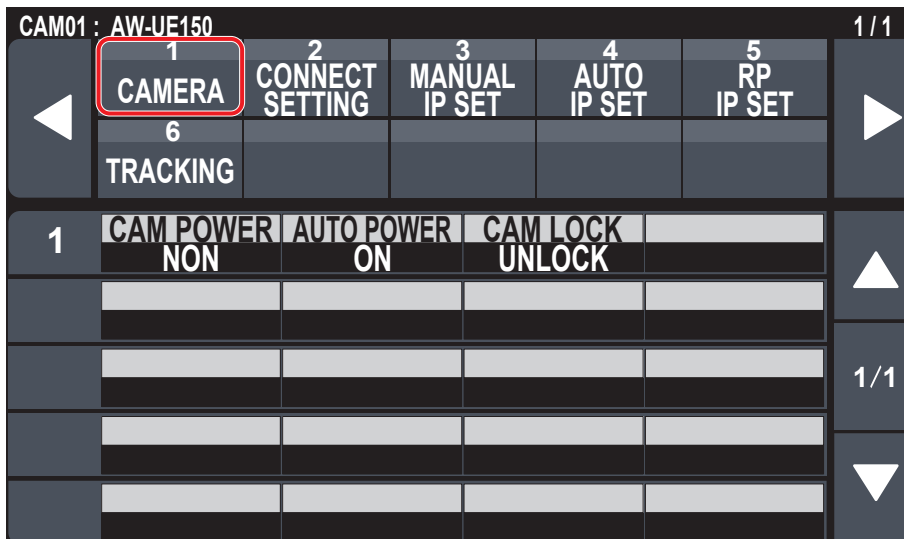 CAM01 : AW-UE150 1 / 1
1 2 3 4 5
CAMERA CONNECT SETTING MANUAL IP SET AUTO IP SET RP IP SET
6
TRACKING
1 CAM POWER AUTO POWER CAM LOCK
NON ON UNLOCK
1/1